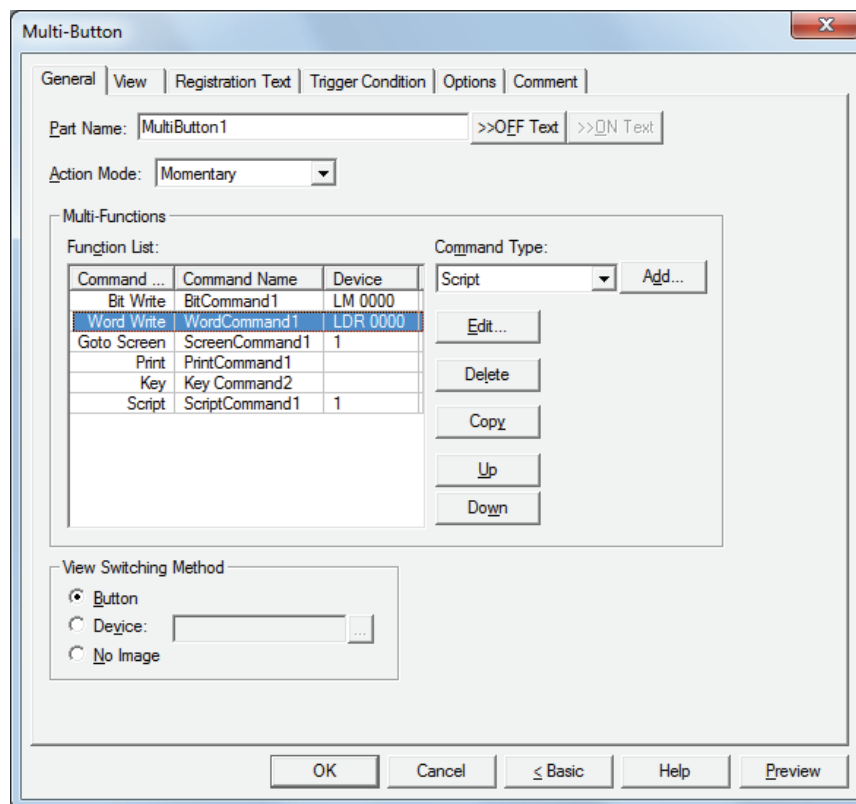 Multi-Button
General View Registration Text Trigger Condition Options Comment
Part Name: MultiButton1 >>OFF Text >>ON Text
Action Mode: Momentary
Multi-Functions
Function List: Command Type:
Command ... Command Name Device Script Add...
Bit Write BitCommand1 LM 0000
Word Write WordCommand1 LDR 0000 Edit...
Goto Screen ScreenCommand1 1
Print PrintCommand1 Delete
Key Key Command2
Script ScriptCommand1 1
Copy
Up
Down
View Switching Method
Button
Device: ...
No Image
OK Cancel < Basic Help Preview